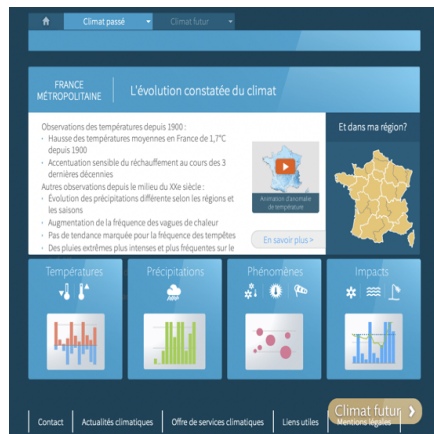 Climat passé
Climat futur
FRANCE
MÉTROPOLITAINE
L'évolution constatée du climat
Observations des températures depuis 1900 :
- Hausse des températures moyennes en France de 1,7°C
depuis 1900
- Accentuation sensible du réchauffement au cours des 3
dernières décennies
Autres observations depuis le milieu du XXe siècle :
- Évolution des précipitations différente selon les régions et
les saisons
- Augmentation de la fréquence des vagues de chaleur
- Pas de tendance marquée pour la fréquence des tempêtes
- Des pluies extrêmes plus intenses et plus fréquentes sur le
Animation d'anomalie
de température
En savoir plus >
Et dans ma région?
Températures
Précipitations
Phénomènes
Impacts
Climat futur
Contact
Actualités climatiques
Offre de services climatiques
Liens utiles
Mentions légales